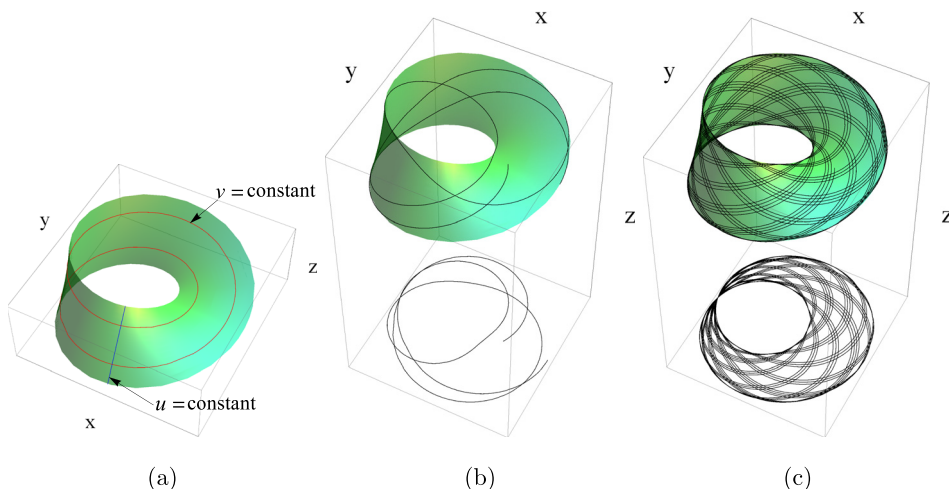 x
x
y
y
v = constant
y
z
z
z
u = constant
x
(a)
(b)
(c)